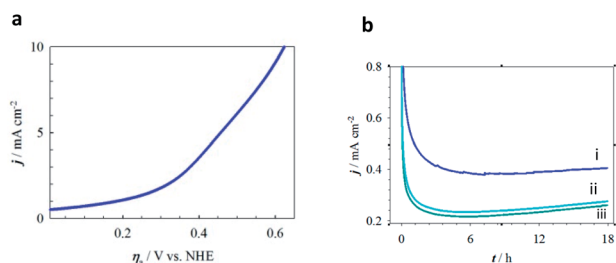 a
10
5
0
0.2
0.4
0.6
j / mA cm⁻²
ηₐ / V vs. NHE
b
0.8
0.6
0.4
0.2
0
6
12
18
j / mA cm⁻²
t / h
i
ii
iii